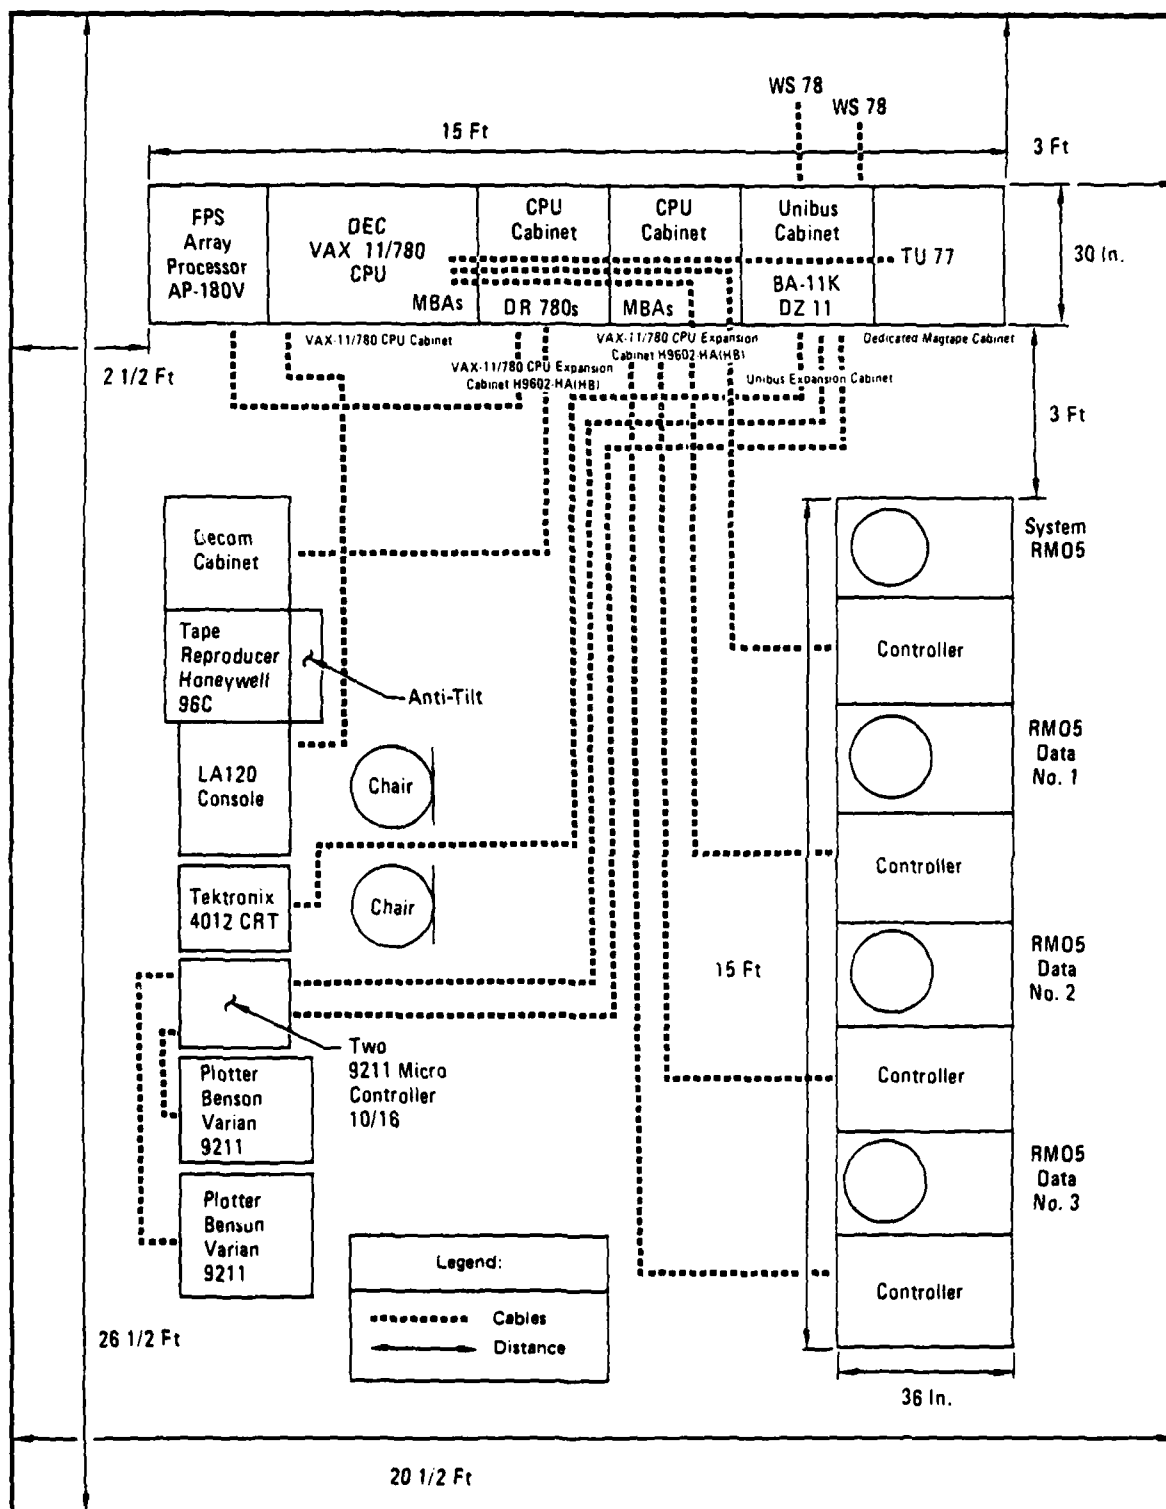 WS 78
WS 78
15 Ft
3 Ft
FPS
Array
Processor
AP-180V
DEC
VAX 11/780
CPU
MBAs
CPU
Cabinet
DR 780s
CPU
Cabinet
MBAs
Unibus
Cabinet
BA-11K
DZ 11
TU 77
30 In.
VAX-11/780 CPU Cabinet
VAX-11/780 CPU Expansion
Cabinet H9602-HA(HB)
VAX-11/780 CPU Expansion
Cabinet H9602-HA(HB)
Unibus Expansion Cabinet
Dedicated Magtape Cabinet
2 1/2 Ft
3 Ft
Decom
Cabinet
Tape
Reproducer
Honeywell
96C
Anti-Tilt
LA120
Console
Chair
Tektronix
4012 CRT
Chair
Two
9211 Micro
Controller
10/16
Plotter
Benson
Varian
9211
Plotter
Benson
Varian
9211
System
RM05
Controller
RM05
Data
No. 1
Controller
15 Ft
RM05
Data
No. 2
Controller
RM05
Data
No. 3
Controller
Legend:
Cables
Distance
26 1/2 Ft
36 In.
20 1/2 Ft